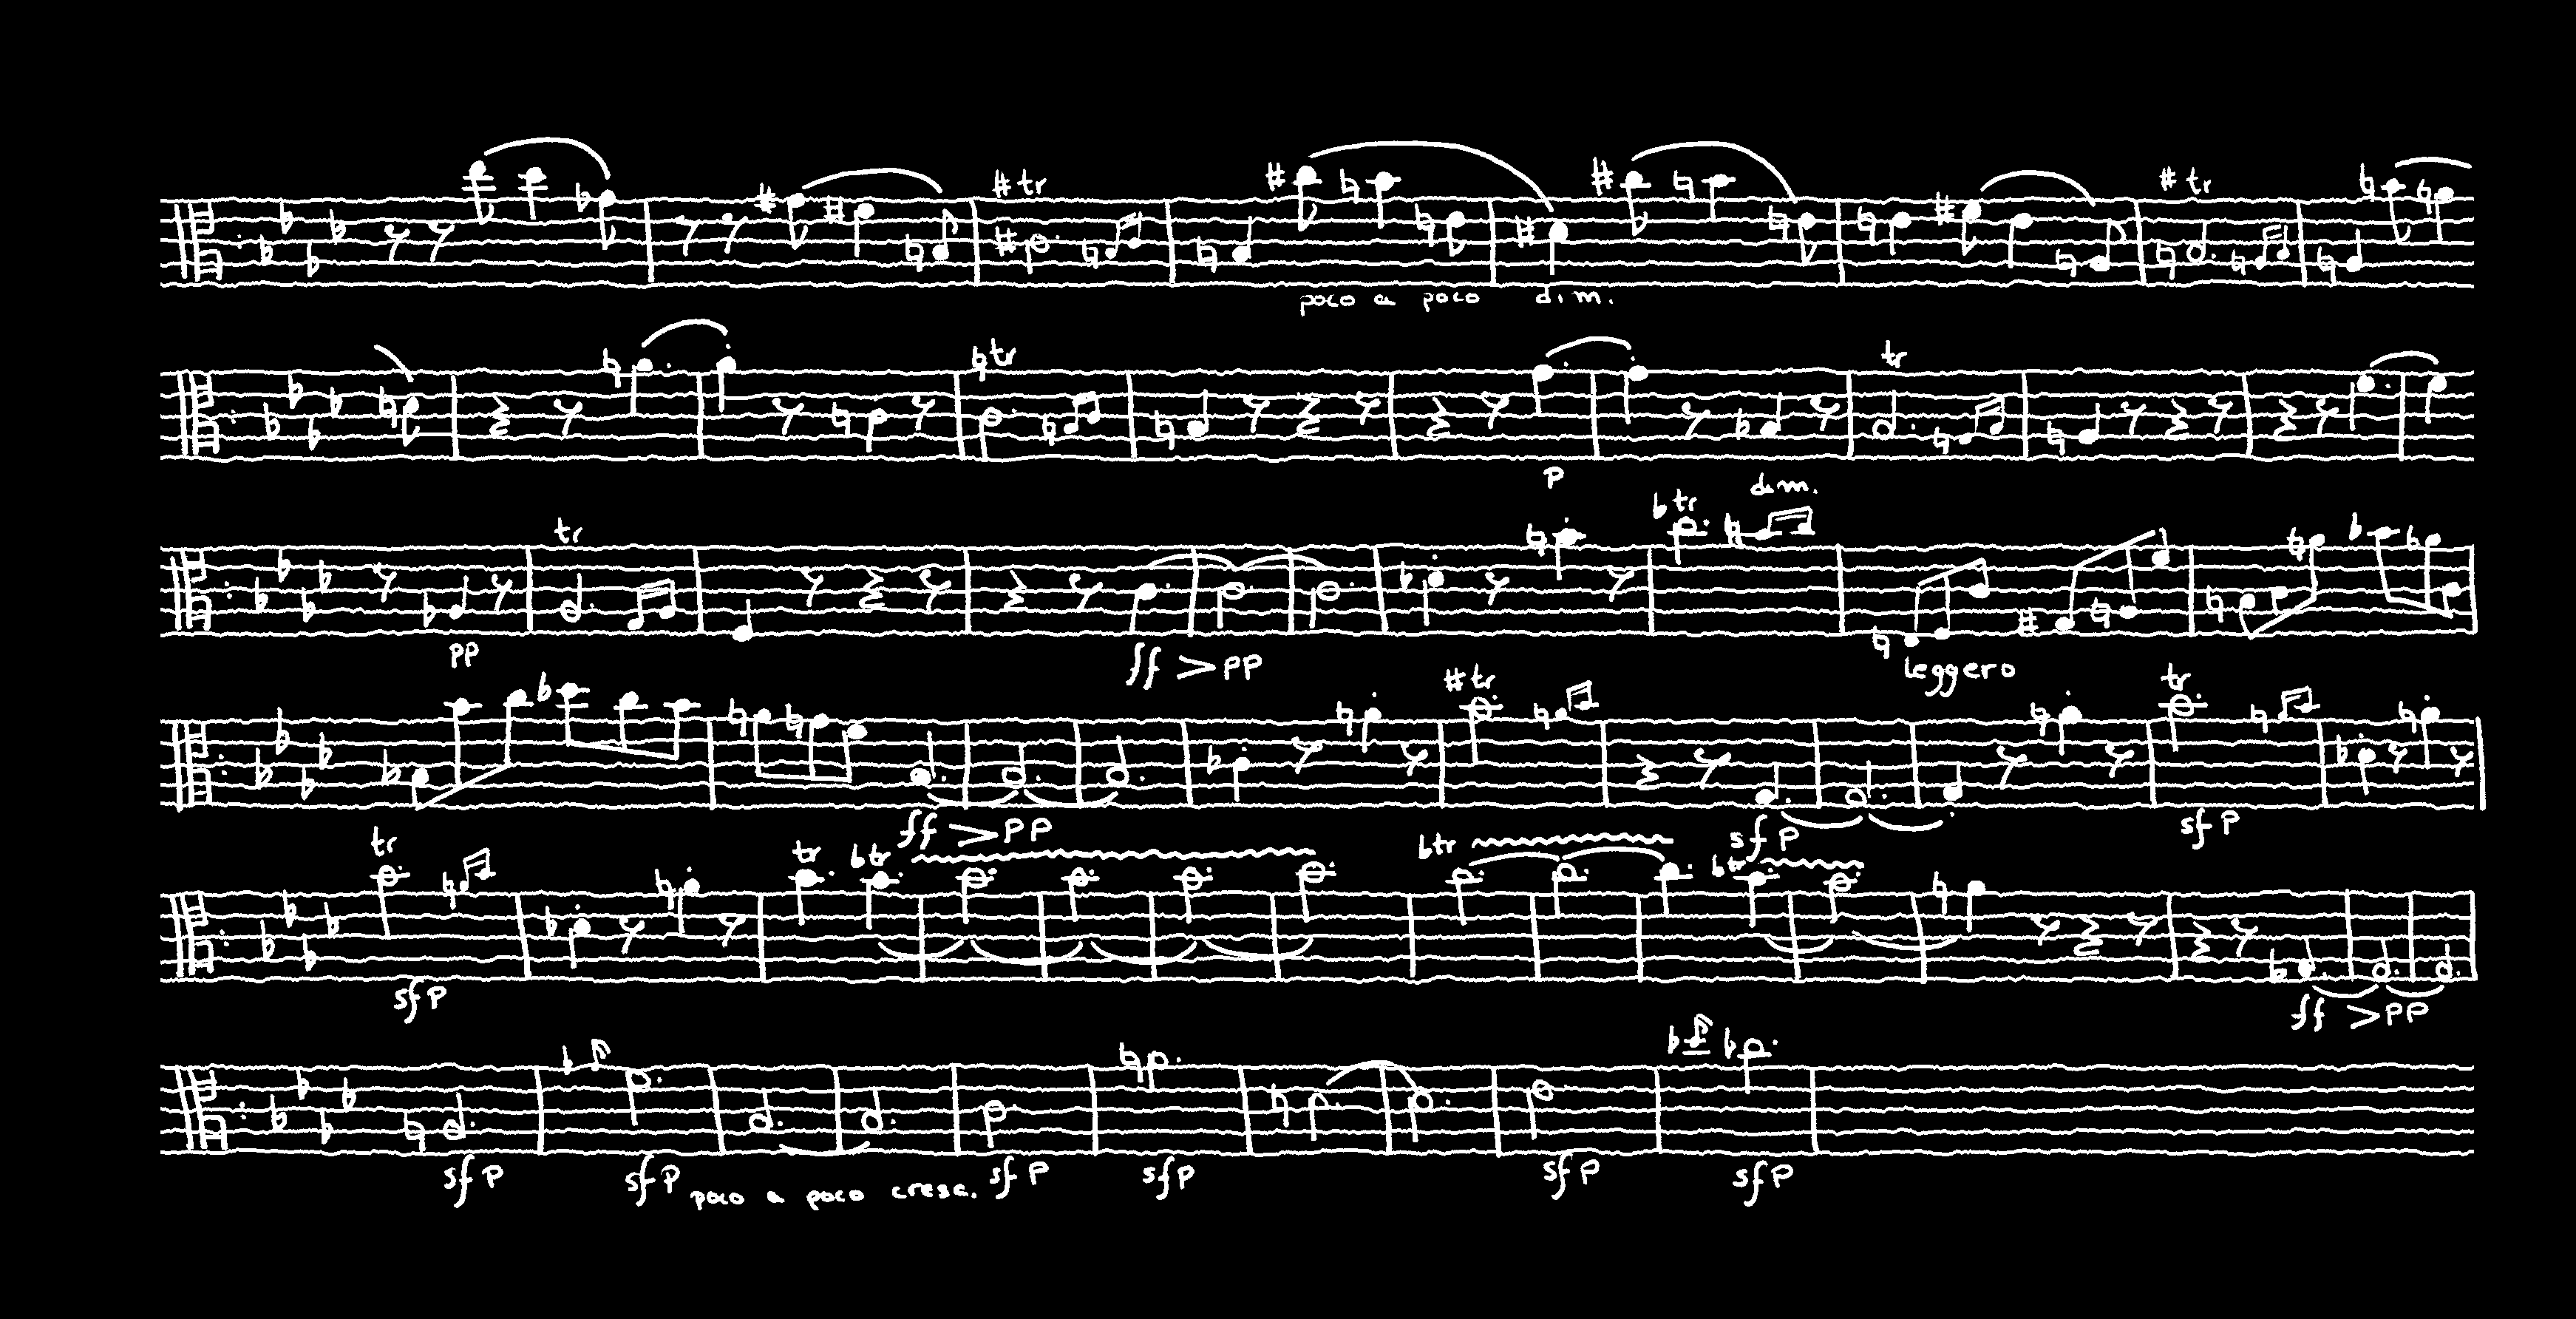 tr
poco a poco dim.
tr
tr
tr
p
tr
tr
tr dim.
pp
ff > pp
leggero
tr
tr
ff > pp
sf p
sf p
tr
tr
tr
tr
tr
sf p
ff > pp
sf p
sf p
poco a poco cresc.
sf p
sf p
sf p
sf p